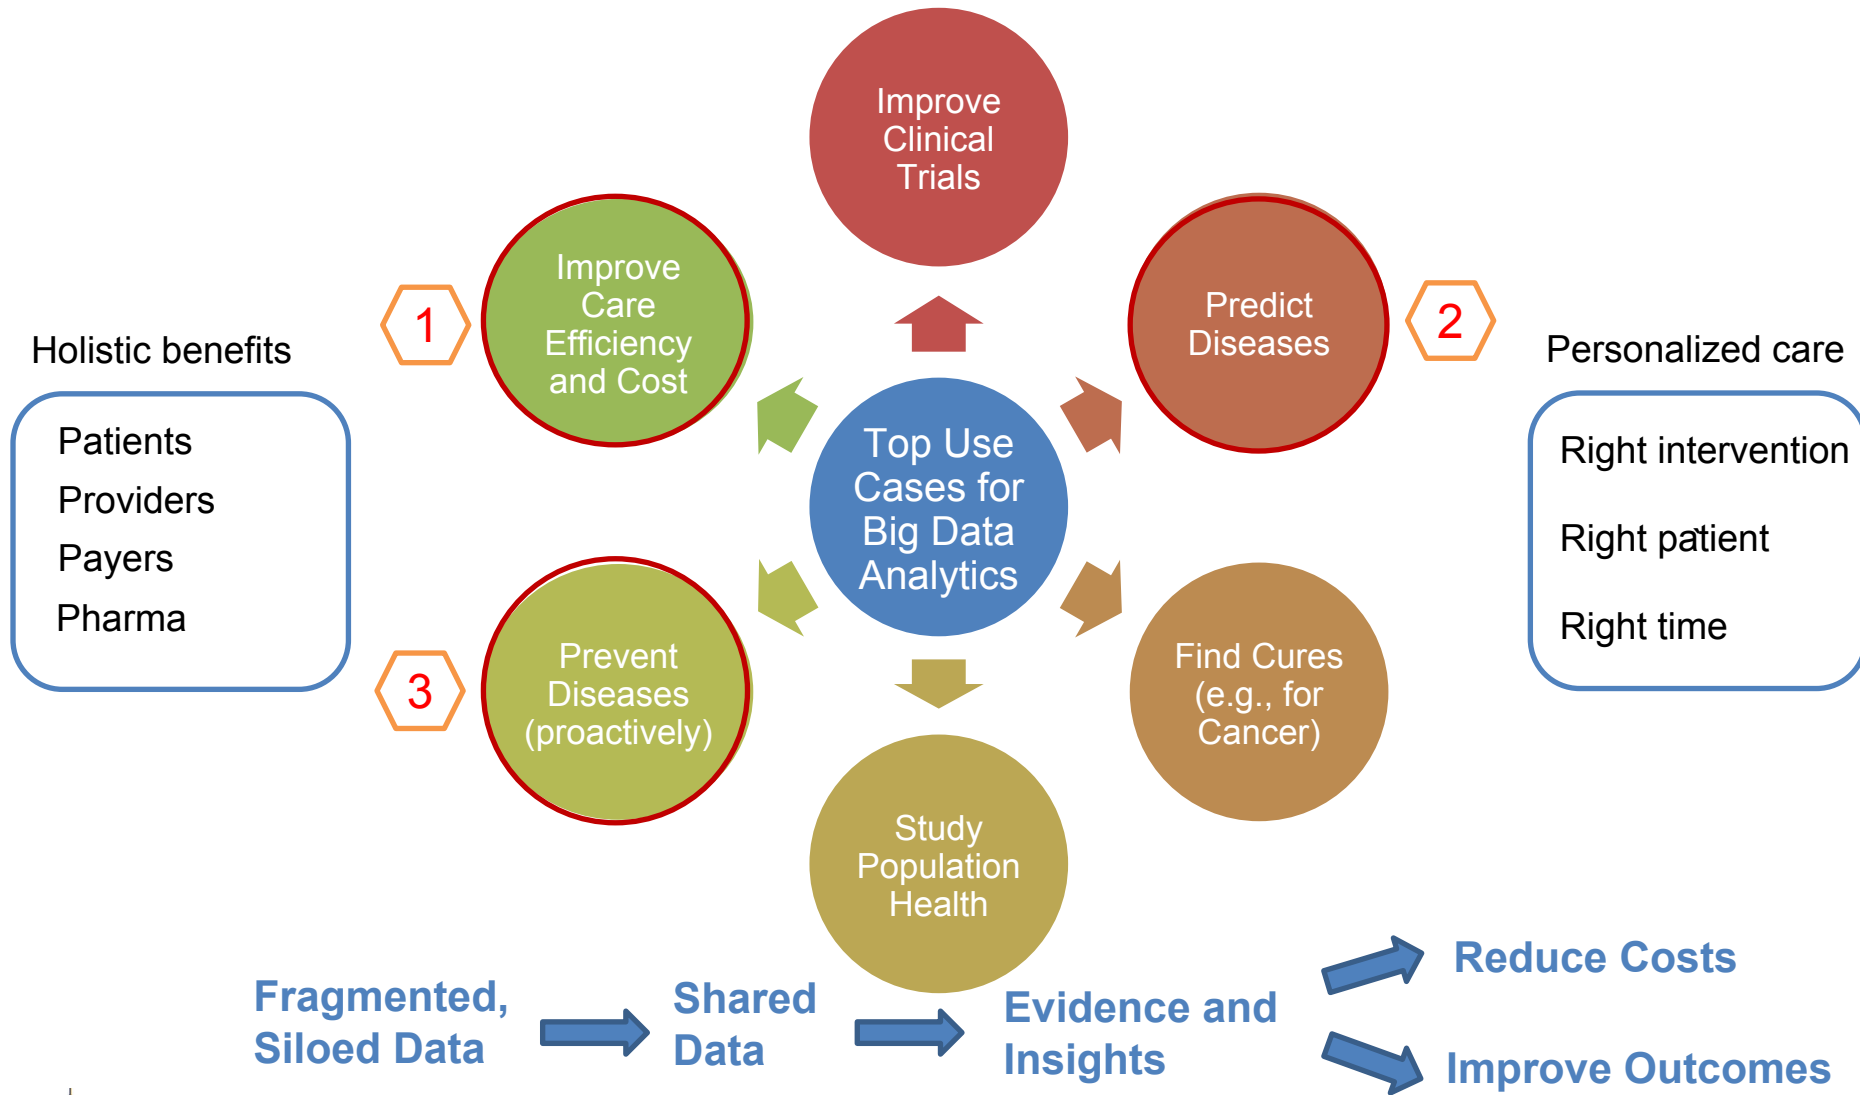 Improve
Clinical
Trials
Improve
Care
Efficiency
and Cost
1
Predict
Diseases
2
Holistic benefits
Patients
Providers
Payers
Pharma
Personalized care
Right intervention
Right patient
Right time
Top Use
Cases for
Big Data
Analytics
Prevent
Diseases
(proactively)
3
Find Cures
(e.g., for
Cancer)
Study
Population
Health
Fragmented,
Siloed Data
Shared
Data
Evidence and
Insights
Reduce Costs
Improve Outcomes